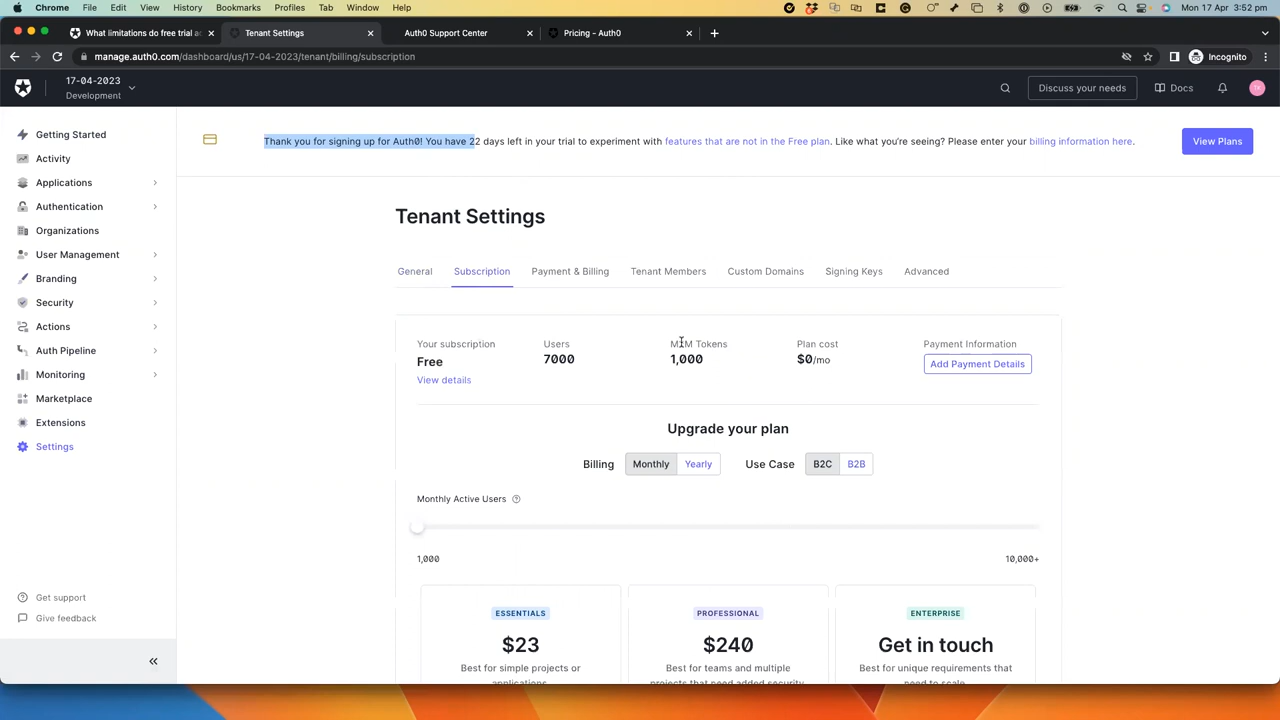 Chrome File Edit View History Bookmarks Profiles Tab Window Help Mon 17 Apr 3:52 pm
What limitations do free trial a Tenant Settings Auth0 Support Center Pricing - Auth0
manage.auth0.com/dashboard/us/17-04-2023/tenant/billing/subscription Incognito
17-04-2023
Development
Discuss your needs Docs
Getting Started
Activity
Applications
Authentication
Organizations
User Management
Branding
Security
Actions
Auth Pipeline
Monitoring
Marketplace
Extensions
Settings
Get support
Give feedback
Thank you for signing up for Auth0! You have 22 days left in your trial to experiment with features that are not in the Free plan. Like what you're seeing? Please enter your billing information here.
View Plans
Tenant Settings
General Subscription Payment & Billing Tenant Members Custom Domains Signing Keys Advanced
Your subscription Users M2M Tokens Plan cost Payment Information
Free 7000 1,000 $0/mo Add Payment Details
View details
Upgrade your plan
Billing Monthly Yearly Use Case B2C B2B
Monthly Active Users
1,000 10,000+
ESSENTIALS PROFESSIONAL ENTERPRISE
$23 $240 Get in touch
Best for simple projects or Best for teams and multiple Best for unique requirements that
applications. projects that need added security. need to scale.